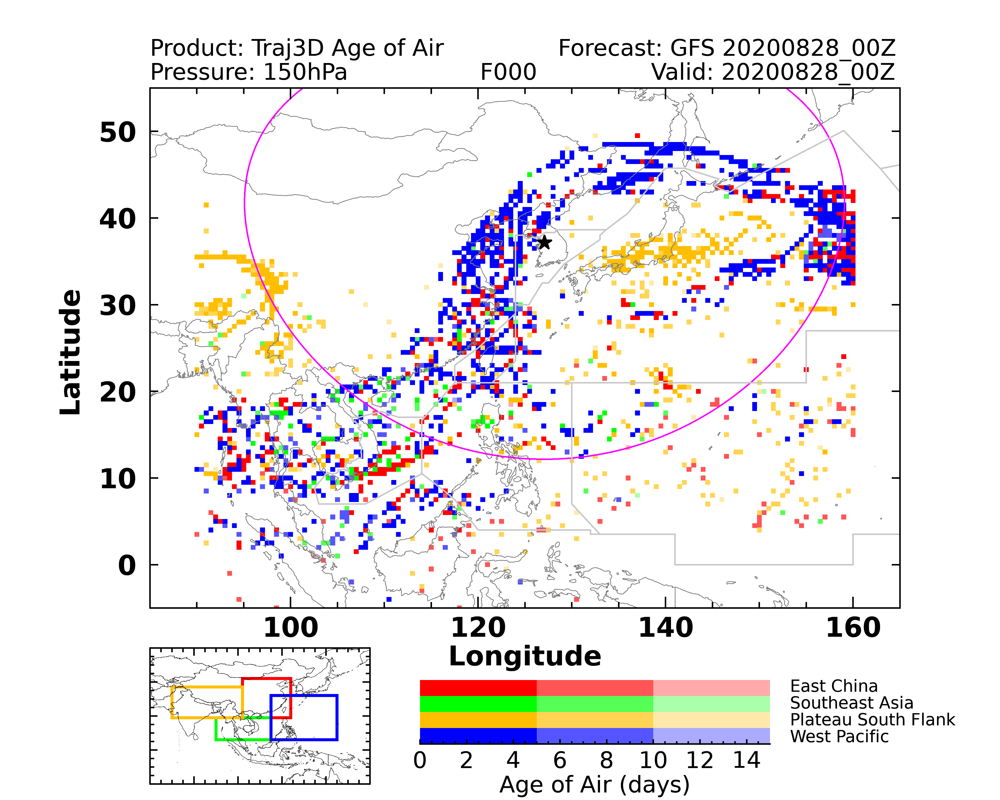 Product: Traj3D Age of Air
Forecast: GFS 20200828_00Z
Pressure: 150hPa
F000
Valid: 20200828_00Z
50
40
30
20
10
0
Latitude
100
120
140
160
Longitude
East China
Southeast Asia
Plateau South Flank
West Pacific
0
2
4
6
8
10
12
14
Age of Air (days)